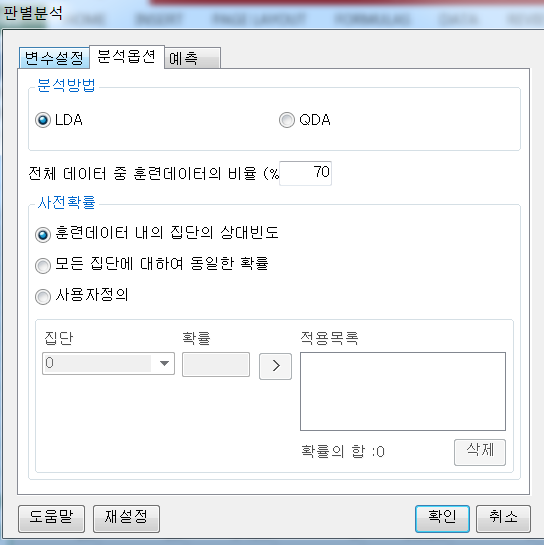 판별분석
HOME INSERT PAGE LAYOUT FORMULAS DATA REVIE
변수설정 분석옵션 예측
분석방법
LDA QDA
전체 데이터 중 훈련데이터의 비율 (% 70
사전확률
훈련데이터 내의 집단의 상대빈도
모든 집단에 대하여 동일한 확률
사용자정의
집단 확률 적용목록
0 >
확률의 합 :0 삭제
도움말 재설정 확인 취소